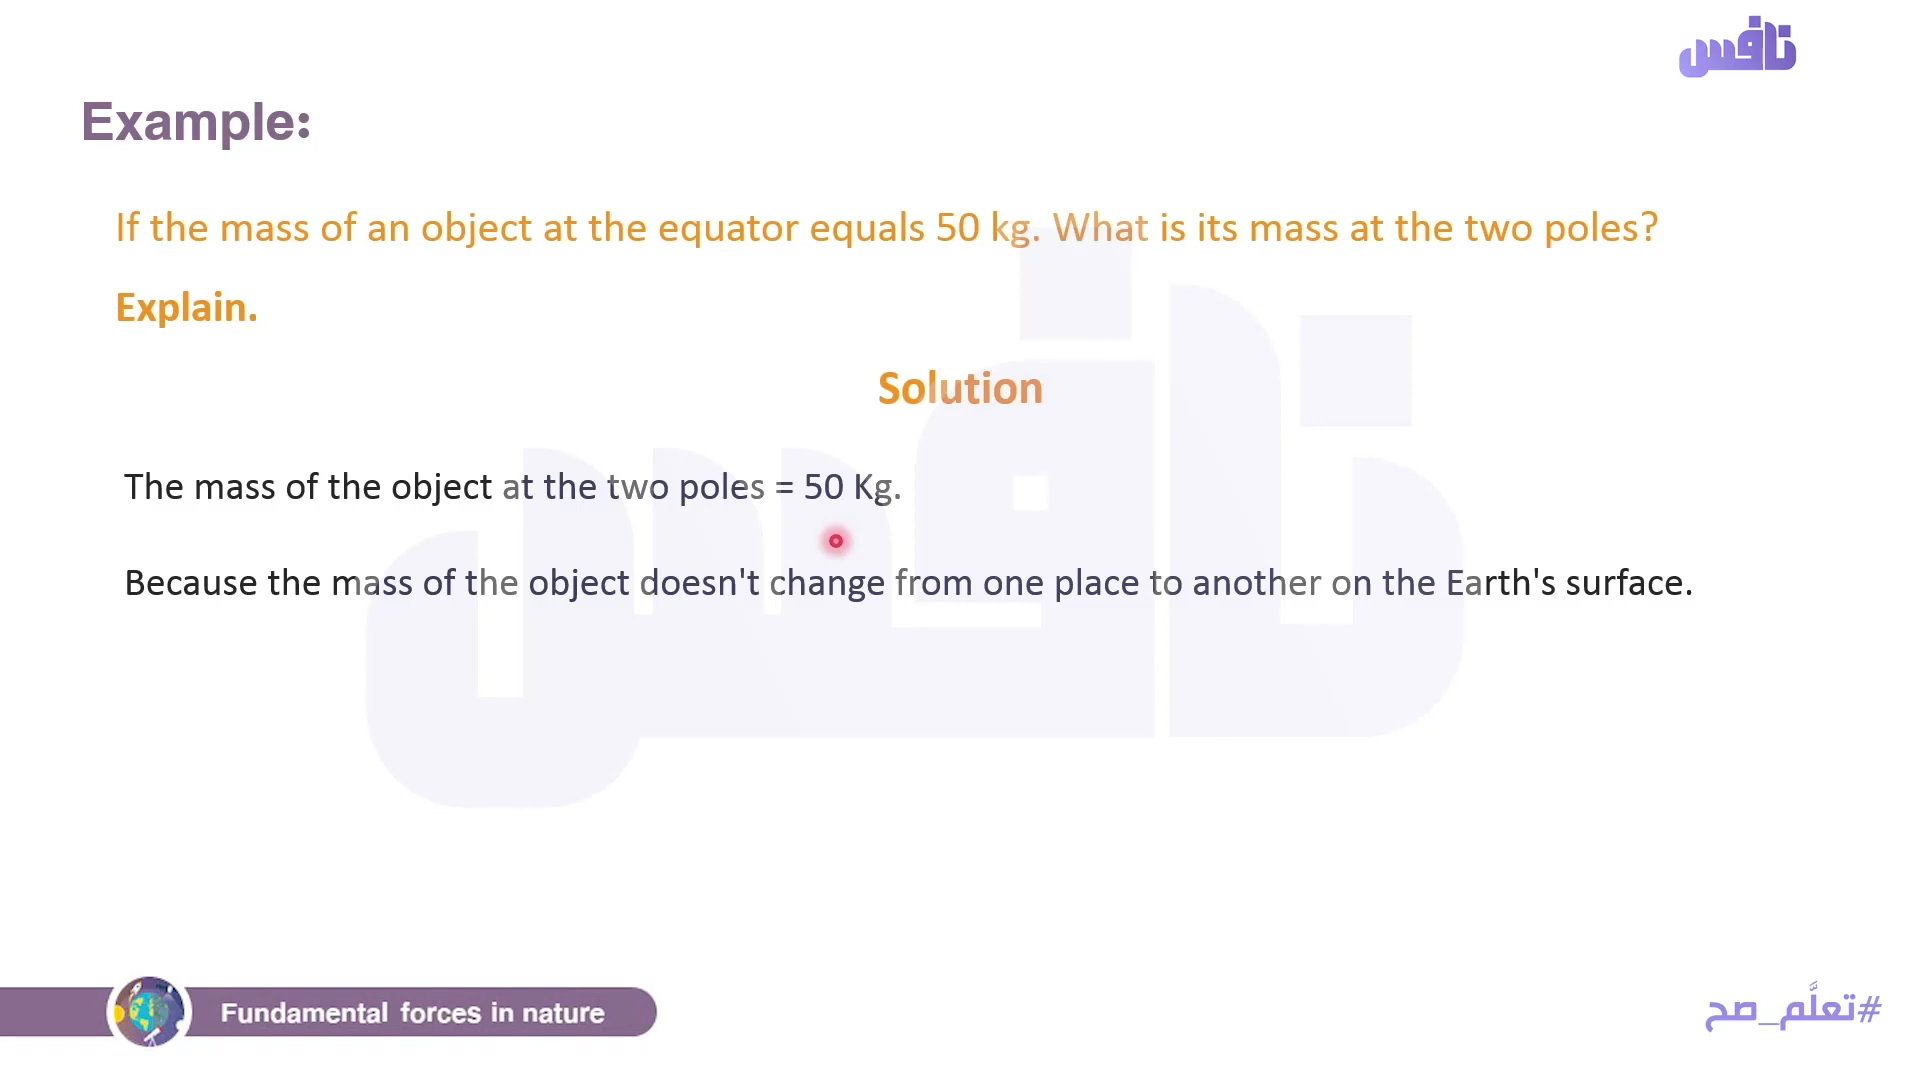 نافس
Example:
If the mass of an object at the equator equals 50 kg. What is its mass at the two poles?
Explain.
Solution
The mass of the object at the two poles = 50 Kg.
Because the mass of the object doesn't change from one place to another on the Earth's surface.
Fundamental forces in nature
#تعلَّم_صح